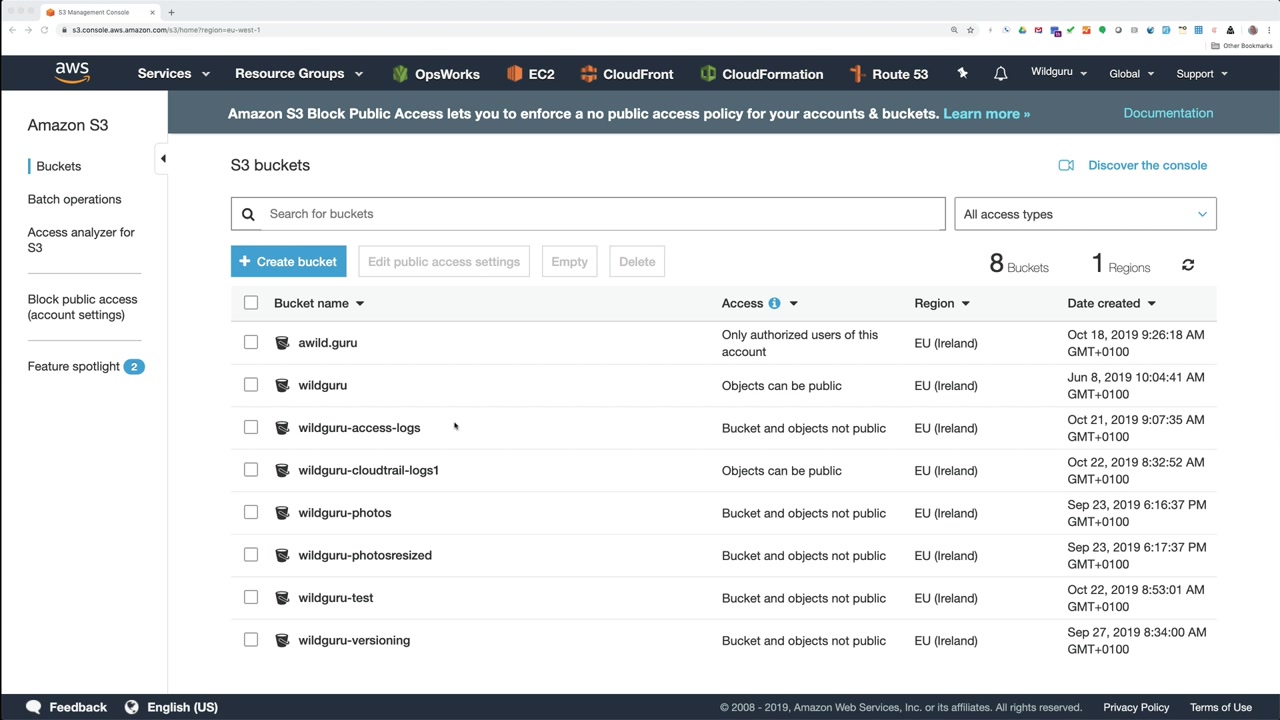 S3 Management Console
s3.console.aws.amazon.com/s3/home?region=eu-west-1
Other Bookmarks
aws Services Resource Groups OpsWorks EC2 CloudFront CloudFormation Route 53 Wildguru Global Support
Amazon S3
Buckets
Batch operations
Access analyzer for
S3
Block public access
(account settings)
Feature spotlight 2
Amazon S3 Block Public Access lets you to enforce a no public access policy for your accounts & buckets. Learn more » Documentation
S3 buckets Discover the console
Search for buckets All access types
+ Create bucket Edit public access settings Empty Delete 8 Buckets 1 Regions
Bucket name Access Region Date created
awild.guru Only authorized users of this account EU (Ireland) Oct 18, 2019 9:26:18 AM GMT+0100
wildguru Objects can be public EU (Ireland) Jun 8, 2019 10:04:41 AM GMT+0100
wildguru-access-logs Bucket and objects not public EU (Ireland) Oct 21, 2019 9:07:35 AM GMT+0100
wildguru-cloudtrail-logs1 Objects can be public EU (Ireland) Oct 22, 2019 8:32:52 AM GMT+0100
wildguru-photos Bucket and objects not public EU (Ireland) Sep 23, 2019 6:16:37 PM GMT+0100
wildguru-photosresized Bucket and objects not public EU (Ireland) Sep 23, 2019 6:17:37 PM GMT+0100
wildguru-test Bucket and objects not public EU (Ireland) Oct 22, 2019 8:53:01 AM GMT+0100
wildguru-versioning Bucket and objects not public EU (Ireland) Sep 27, 2019 8:34:00 AM GMT+0100
Feedback English (US) © 2008 - 2019, Amazon Web Services, Inc. or its affiliates. All rights reserved. Privacy Policy Terms of Use